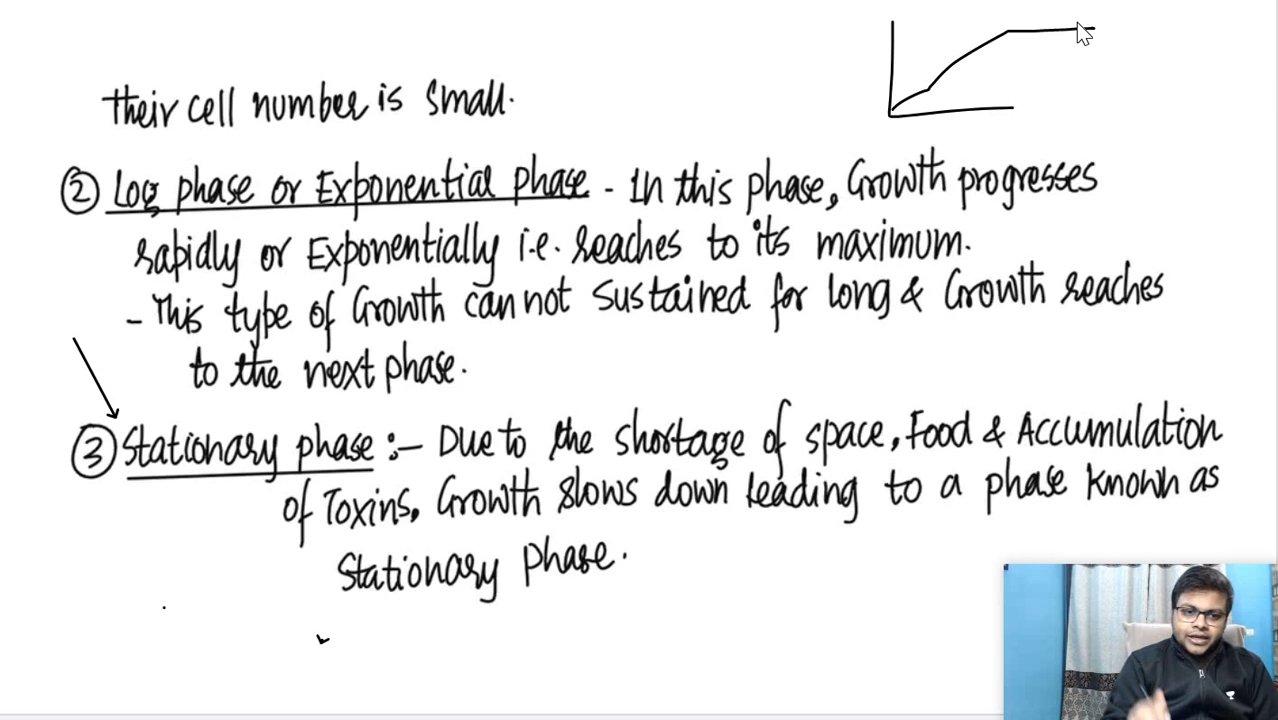 their cell number is small.
② Log phase or Exponential phase - In this phase, Growth progresses
rapidly or Exponentially i.e. reaches to its maximum.
- This type of Growth can not sustained for long & Growth reaches
to the next phase.
③ Stationary phase :- Due to the shortage of space, Food & Accumulation
of Toxins, Growth slows down leading to a phase known as
Stationary phase.